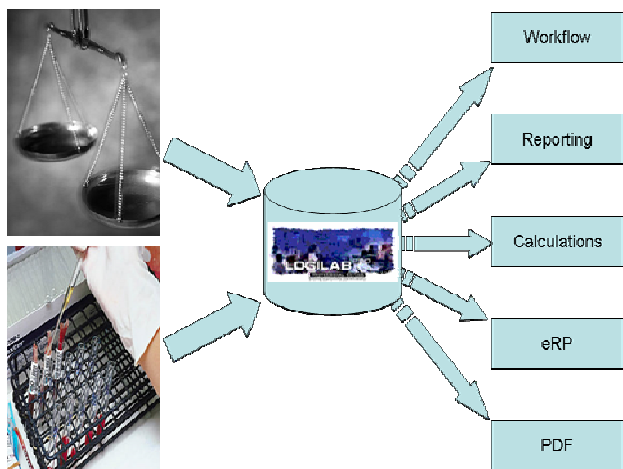 Workflow
Reporting
LOGILAB
Calculations
eRP
PDF